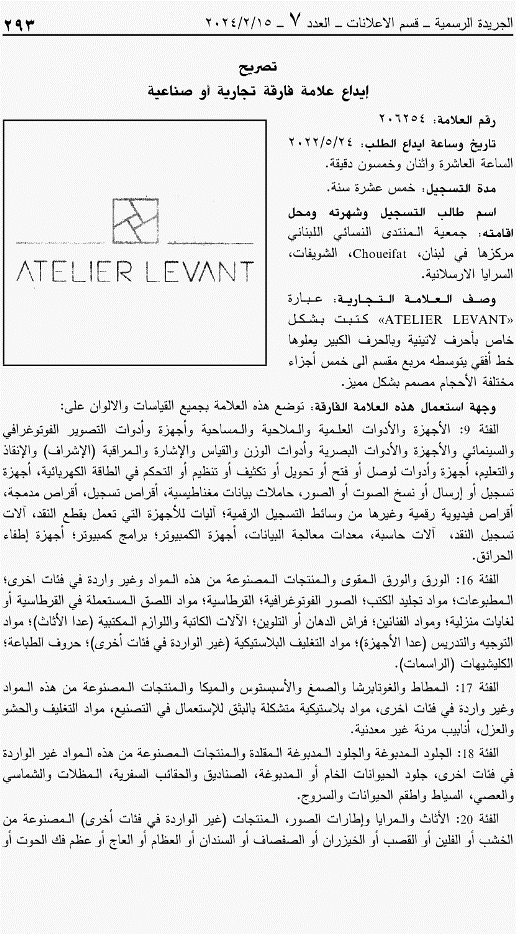 الجريدة الرسمية ــ قسم الاعلانات ــ العدد ٧ ــ ٢٠٢٤/٢/١٥
٢٩٣
تصريح
إيداع علامة فارقة تجارية أو صناعية
رقم العلامة: ٢٠٦٢٥٤
تاريخ وساعة ايداع الطلب: ٢٠٢٢/٥/٢٤
الساعة العاشرة واثنان وخمسون دقيقة.
مدة التسجيل: خمس عشرة سنة.
اسم طالب التسجيل وشهرته ومحل
اقامته: جمعية المنتدى النسائي اللبناني
مركزها في لبنان، Choueifat، الشويفات،
السرايا الارسلانية.
وصف العلامة التجارية: عبارة
«ATELIER LEVANT» كتبت بشكل
خاص بأحرف لاتينية وبالحرف الكبير يعلوها
خط أفقي يتوسطه مربع مقسم الى خمس أجزاء
مختلفة الأحجام مصمم بشكل مميز.
ATELIER LEVANT
وجهة استعمال هذه العلامة الفارقة: توضع هذه العلامة بجميع القياسات والالوان على:
الفئة 9: الأجهزة والأدوات العلمية والملاحية والمساحية وأجهزة وأدوات التصوير الفوتوغرافي
والسينمائي والأجهزة والأدوات البصرية وأدوات الوزن والقياس والإشارة والمراقبة (الإشراف) والإنقاذ
والتعليم، أجهزة وأدوات لوصل أو فتح أو تحويل أو تكثيف أو تنظيم أو التحكم في الطاقة الكهربائية، أجهزة
تسجيل أو إرسال أو نسخ الصوت أو الصور، حاملات بيانات مغناطيسية، أقراص تسجيل، أقراص مدمجة،
أقراص فيديوية رقمية وغيرها من وسائط التسجيل الرقمية؛ آليات للأجهزة التي تعمل بقطع النقد، آلات
تسجيل النقد، آلات حاسبة، معدات معالجة البيانات، أجهزة الكمبيوتر؛ برامج كمبيوتر؛ أجهزة إطفاء
الحرائق.
الفئة 16: الورق والورق المقوى والمنتجات المصنوعة من هذه المواد وغير واردة في فئات اخرى؛
المطبوعات؛ مواد تجليد الكتب؛ الصور الفوتوغرافية؛ القرطاسية؛ مواد اللصق المستعملة في القرطاسية أو
لغايات منزلية؛ ومواد الفنانين؛ فراش الدهان أو التلوين؛ الآلات الكاتبة واللوازم المكتبية (عدا الأثاث)؛ مواد
التوجيه والتدريس (عدا الأجهزة)؛ مواد التغليف البلاستيكية (غير الواردة في فئات أخرى)؛ حروف الطباعة؛
الكليشيهات (الراسمات).
الفئة 17: المطاط والغوتابرشا والصمغ والأسبستوس والميكا والمنتجات المصنوعة من هذه المواد
وغير واردة في فئات اخرى، مواد بلاستيكية متشكلة بالبثق للإستعمال في التصنيع، مواد التغليف والحشو
والعزل، أنابيب مرنة غير معدنية.
الفئة 18: الجلود المدبوغة والجلود المدبوغة المقلدة والمنتجات المصنوعة من هذه المواد غير الواردة
في فئات اخرى، جلود الحيوانات الخام أو المدبوغة، الصناديق والحقائب السفرية، المظلات والشماسي
والعصي، السياط واطقم الحيوانات والسروج.
الفئة 20: الأثاث والمرايا وإطارات الصور، المنتجات (غير الواردة في فئات أخرى) المصنوعة من
الخشب أو الفلين أو القصب أو الخيزران أو الصفصاف أو السندان أو العظام أو العاج أو عظم فك الحوت أو